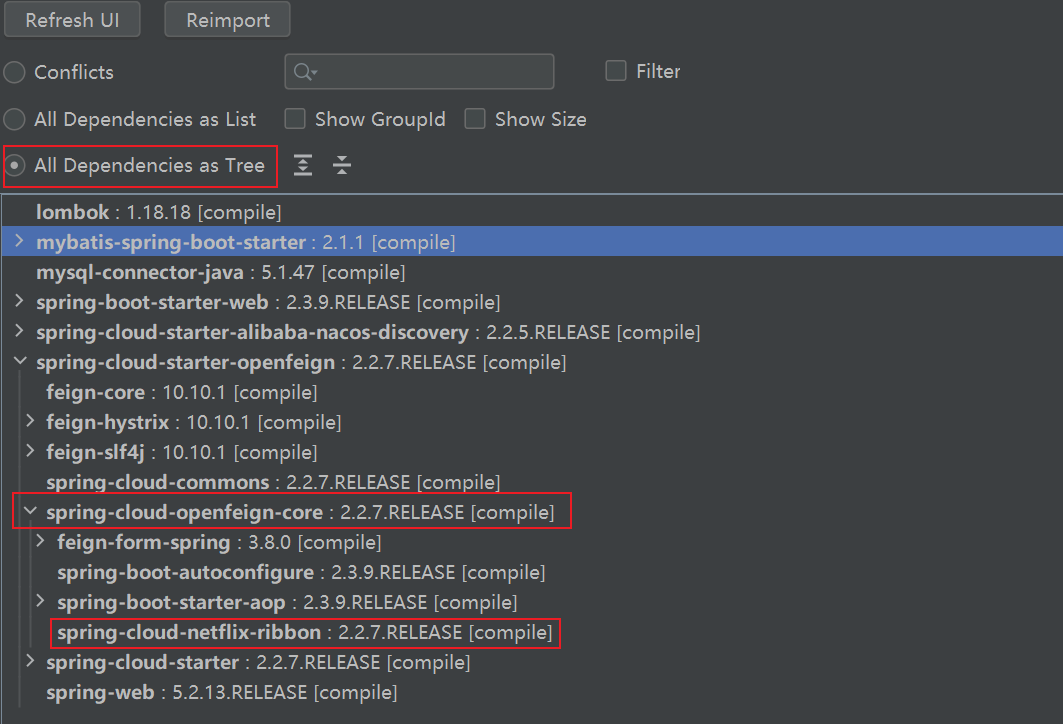 Refresh UI Reimport
Conflicts Filter
All Dependencies as List Show GroupId Show Size
All Dependencies as Tree
lombok : 1.18.18 [compile]
mybatis-spring-boot-starter : 2.1.1 [compile]
mysql-connector-java : 5.1.47 [compile]
spring-boot-starter-web : 2.3.9.RELEASE [compile]
spring-cloud-starter-alibaba-nacos-discovery : 2.2.5.RELEASE [compile]
spring-cloud-starter-openfeign : 2.2.7.RELEASE [compile]
feign-core : 10.10.1 [compile]
feign-hystrix : 10.10.1 [compile]
feign-slf4j : 10.10.1 [compile]
spring-cloud-commons : 2.2.7.RELEASE [compile]
spring-cloud-openfeign-core : 2.2.7.RELEASE [compile]
feign-form-spring : 3.8.0 [compile]
spring-boot-autoconfigure : 2.3.9.RELEASE [compile]
spring-boot-starter-aop : 2.3.9.RELEASE [compile]
spring-cloud-netflix-ribbon : 2.2.7.RELEASE [compile]
spring-cloud-starter : 2.2.7.RELEASE [compile]
spring-web : 5.2.13.RELEASE [compile]